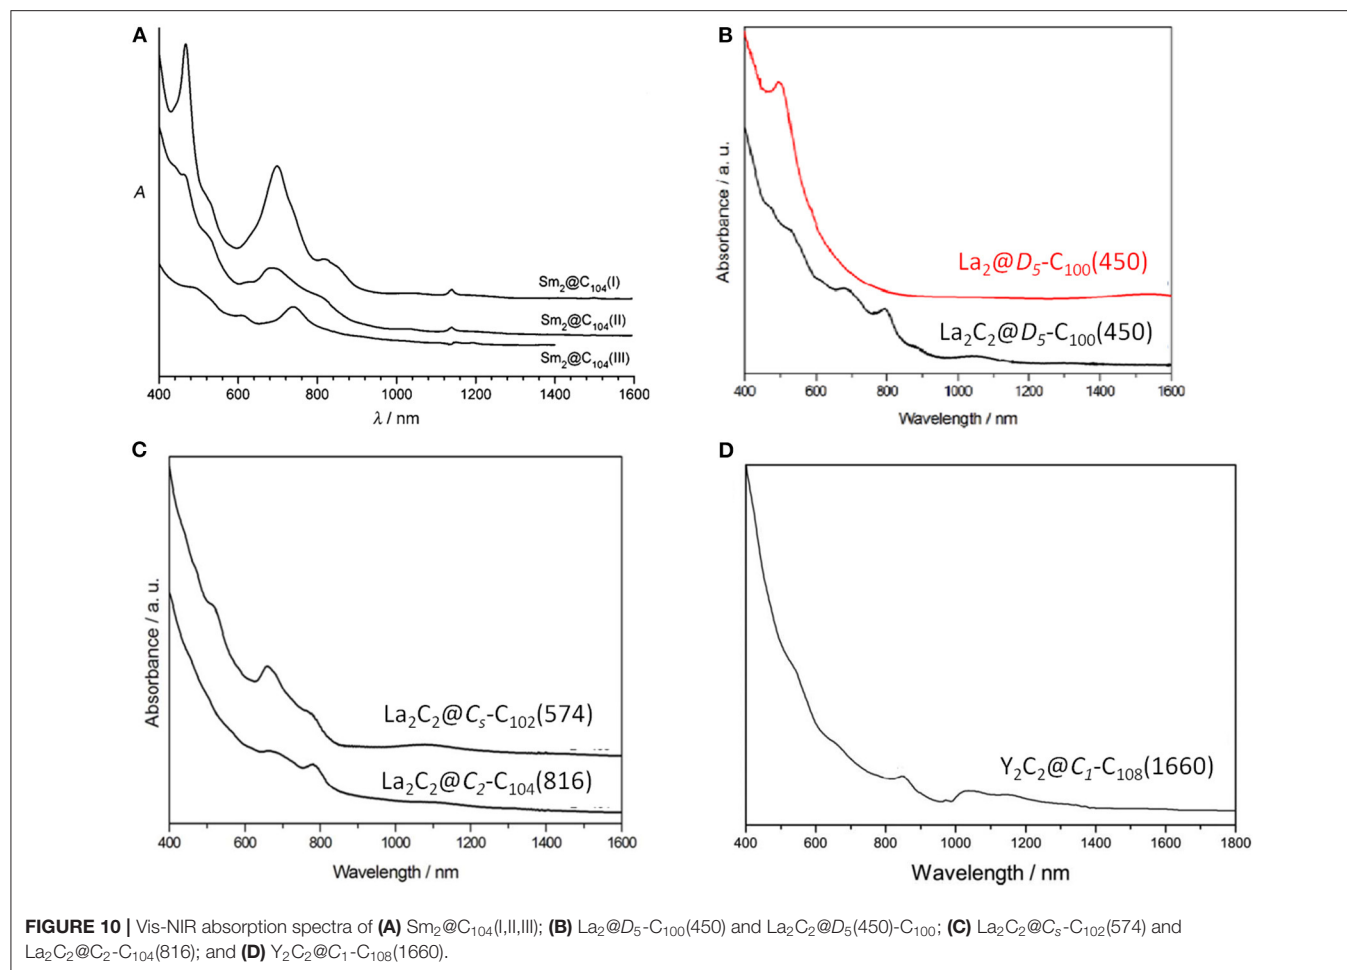 A
A
Sm₂@C₁₀₄(I)
Sm₂@C₁₀₄(II)
Sm₂@C₁₀₄(III)
400 600 800 1000 1200 1400 1600
λ / nm
B
Absorbance / a. u.
La₂@D₅-C₁₀₀(450)
La₂C₂@D₅-C₁₀₀(450)
400 600 800 1000 1200 1400 1600
Wavelength / nm
C
Absorbance / a. u.
La₂C₂@Cₛ-C₁₀₂(574)
La₂C₂@C₂-C₁₀₄(816)
400 600 800 1000 1200 1400 1600
Wavelength / nm
D
Y₂C₂@C₁-C₁₀₈(1660)
400 600 800 1000 1200 1400 1600 1800
Wavelength / nm
FIGURE 10 | Vis-NIR absorption spectra of (A) Sm₂@C₁₀₄(I,II,III); (B) La₂@D₅-C₁₀₀(450) and La₂C₂@D₅(450)-C₁₀₀; (C) La₂C₂@Cₛ-C₁₀₂(574) and
La₂C₂@C₂-C₁₀₄(816); and (D) Y₂C₂@C₁-C₁₀₈(1660).